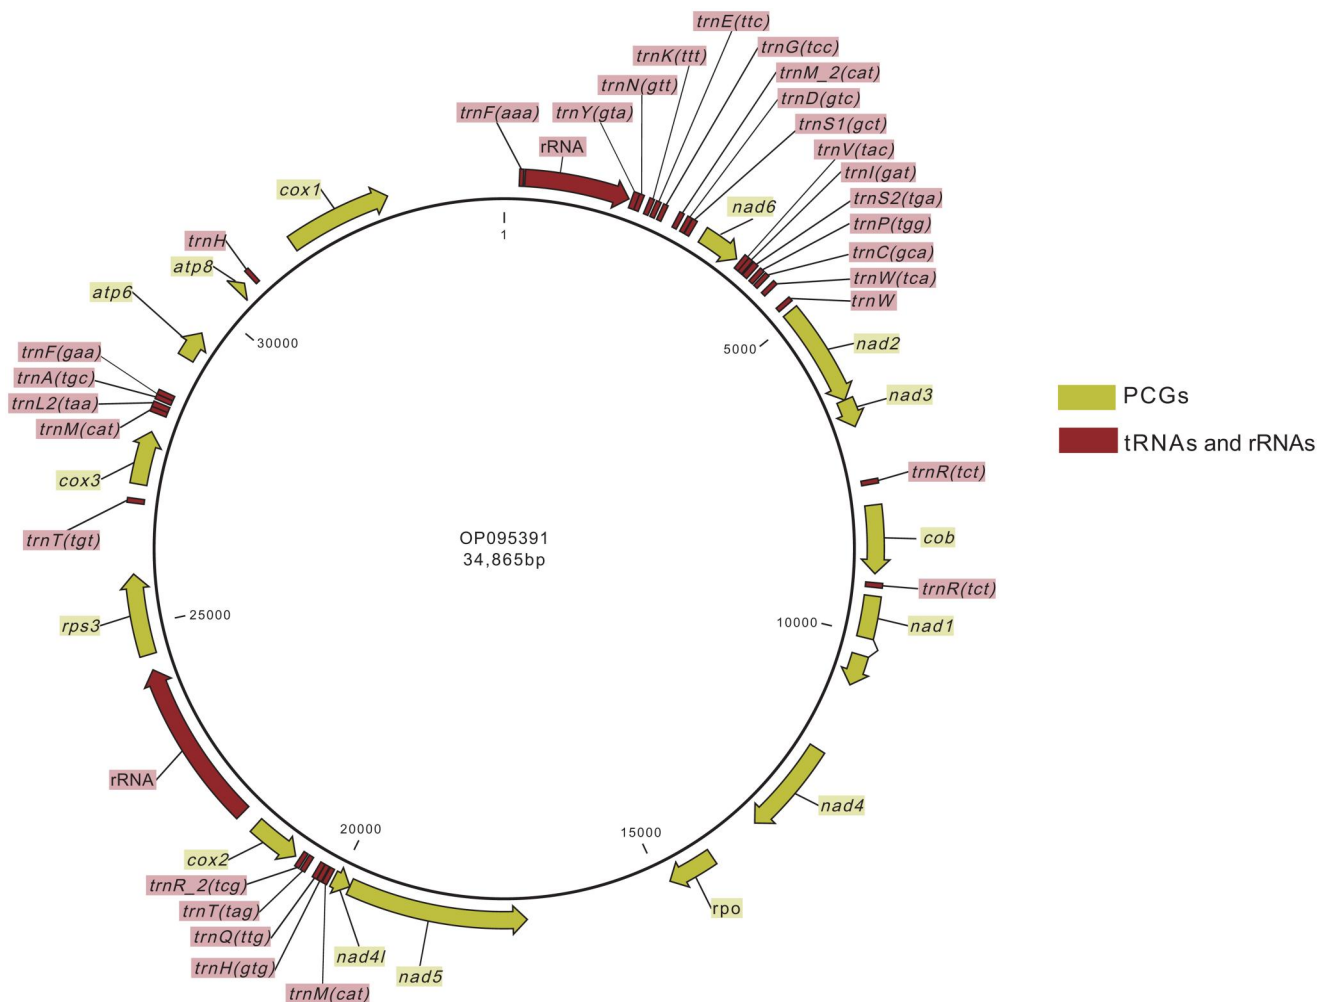 trnE(ttc)
trnK(ttt)
trnG(tcc)
trnN(gtt)
trnM_2(cat)
trnF(aaa)
trnY(gta)
trnD(gtc)
trnS1(gct)
rRNA
trnV(tac)
trnI(gat)
cox1
nad6
trnS2(tga)
trnP(tgg)
trnH
1
trnC(gca)
atp8
trnW(tca)
atp6
trnW
30000
5000
nad2
trnF(gaa)
trnA(tgc)
nad3
trnL2(taa)
trnM(cat)
PCGs
tRNAs and rRNAs
cox3
trnR(tct)
trnT(tgt)
OP095391
34,865bp
cob
trnR(tct)
25000
10000
rps3
nad1
rRNA
nad4
20000
15000
cox2
trnR_2(tcg)
rpo
trnT(tag)
trnQ(ttg)
nad4l
trnH(gtg)
nad5
trnM(cat)